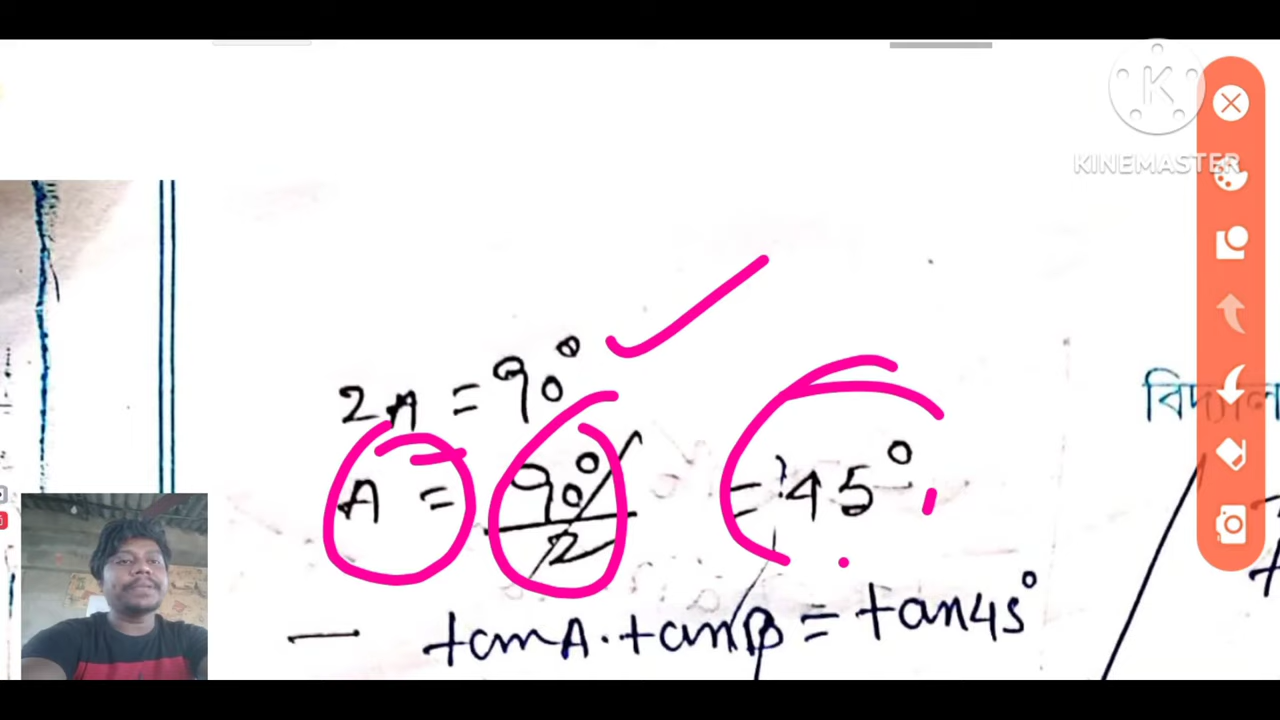 KINEMASTER
2A = 90°
A = 90°/2 = 45°
— tanA · tanB = tan45°